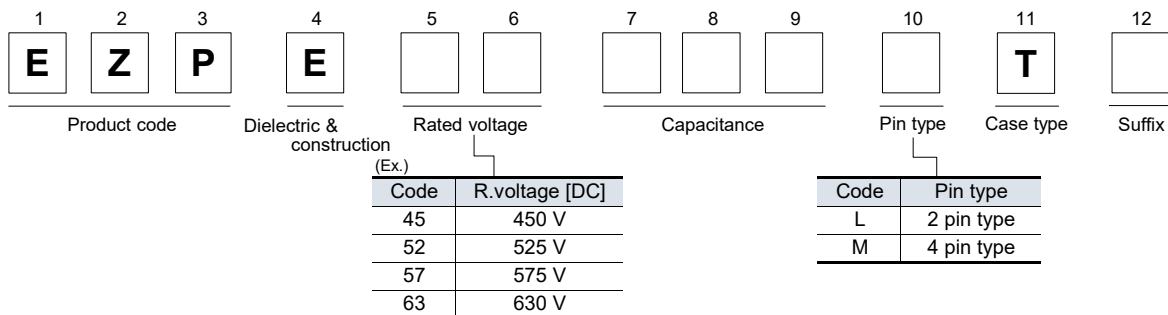 1 2 3 4 5 6 7 8 9 10 11 12
E Z P E T
Product code Dielectric & construction Rated voltage Capacitance Pin type Case type Suffix
(Ex.)
Code R.voltage [DC]
45 450 V
52 525 V
57 575 V
63 630 V
Code Pin type
L 2 pin type
M 4 pin type